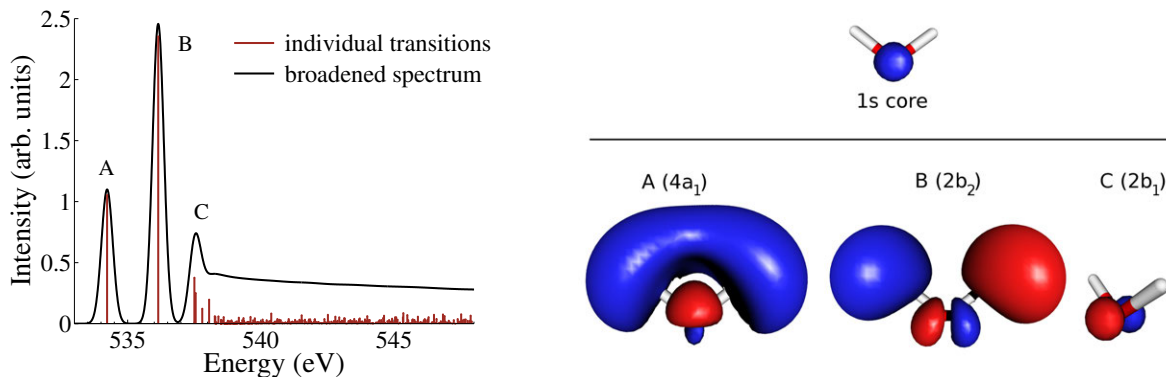 2.5
2
1.5
1
0.5
0
Intensity (arb. units)
A
B
C
individual transitions
broadened spectrum
535
540
545
Energy (eV)
1s core
A (4a₁)
B (2b₂)
C (2b₁)